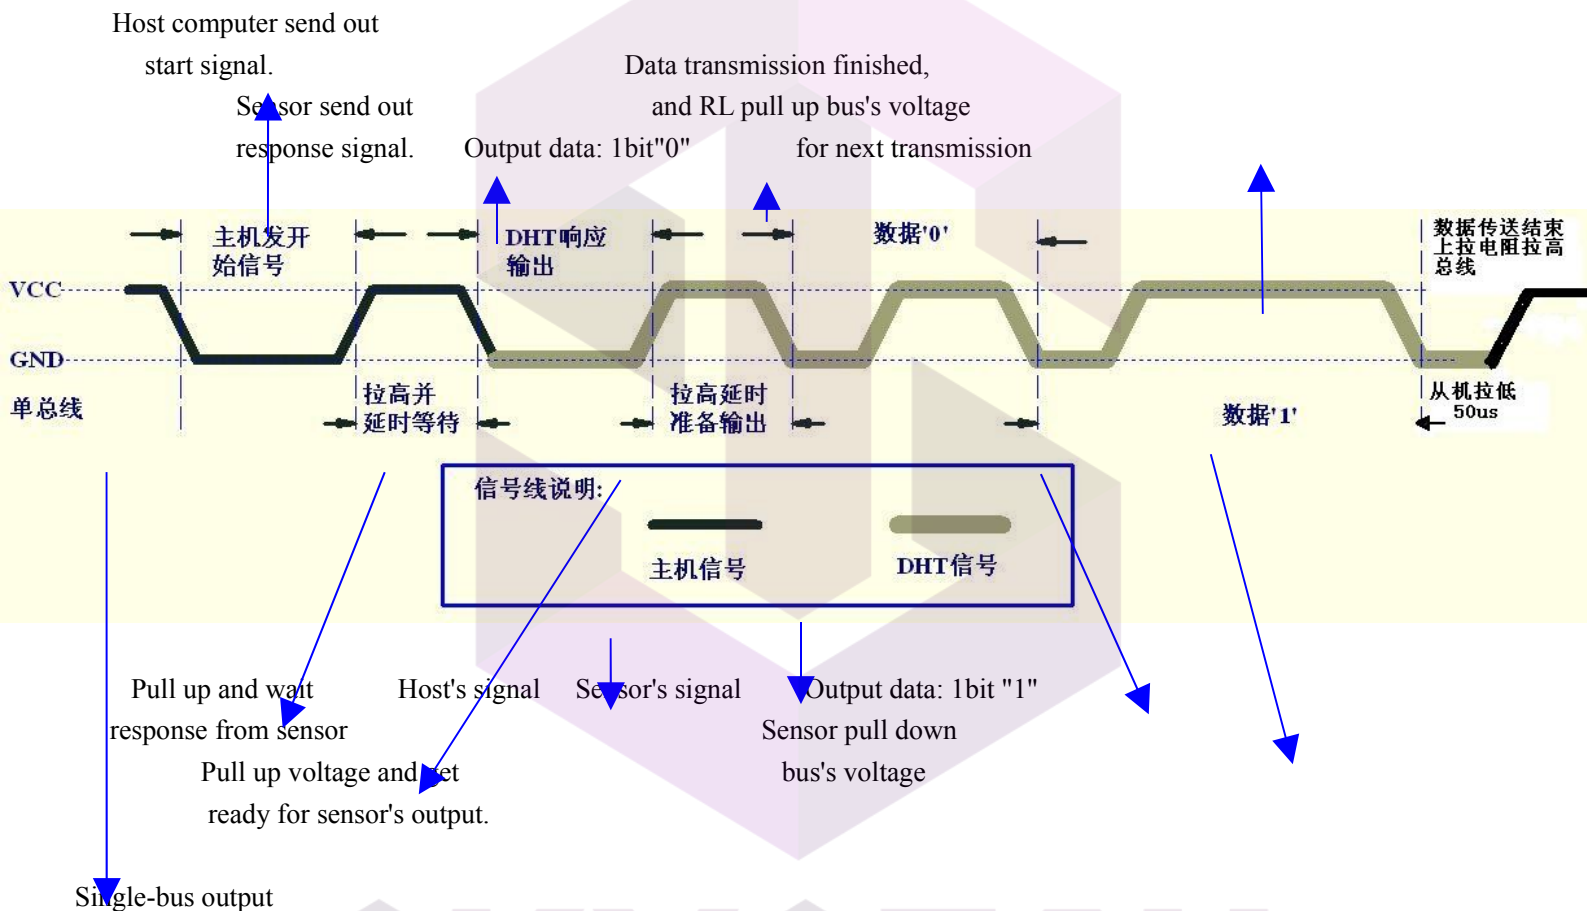 Host computer send out
start signal.
Data transmission finished,
Sensor send out
and RL pull up bus's voltage
response signal.
Output data: 1bit"0"
for next transmission
主机发开
始信号
DHT响应
输出
数据'0'
数据传送结束
上拉电阻拉高
总线
VCC
GND
单总线
拉高并
延时等待
拉高延时
准备输出
数据'1'
从机拉低
50us
信号线说明:
主机信号
DHT信号
Pull up and wait
Host's signal
Sensor's signal
Output data: 1bit "1"
response from sensor
Sensor pull down
Pull up voltage and get
bus's voltage
ready for sensor's output.
Single-bus output